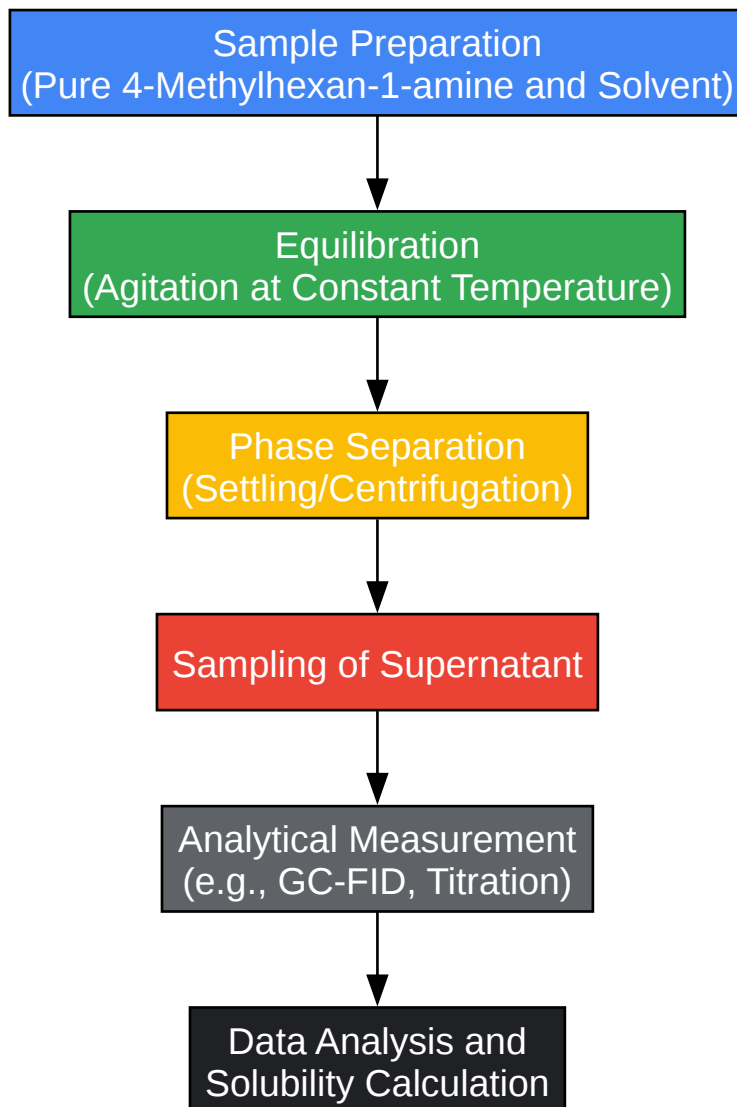 Sample Preparation
(Pure 4-Methylhexan-1-amine and Solvent)
Equilibration
(Agitation at Constant Temperature)
Phase Separation
(Settling/Centrifugation)
Sampling of Supernatant
Analytical Measurement
(e.g., GC-FID, Titration)
Data Analysis and
Solubility Calculation